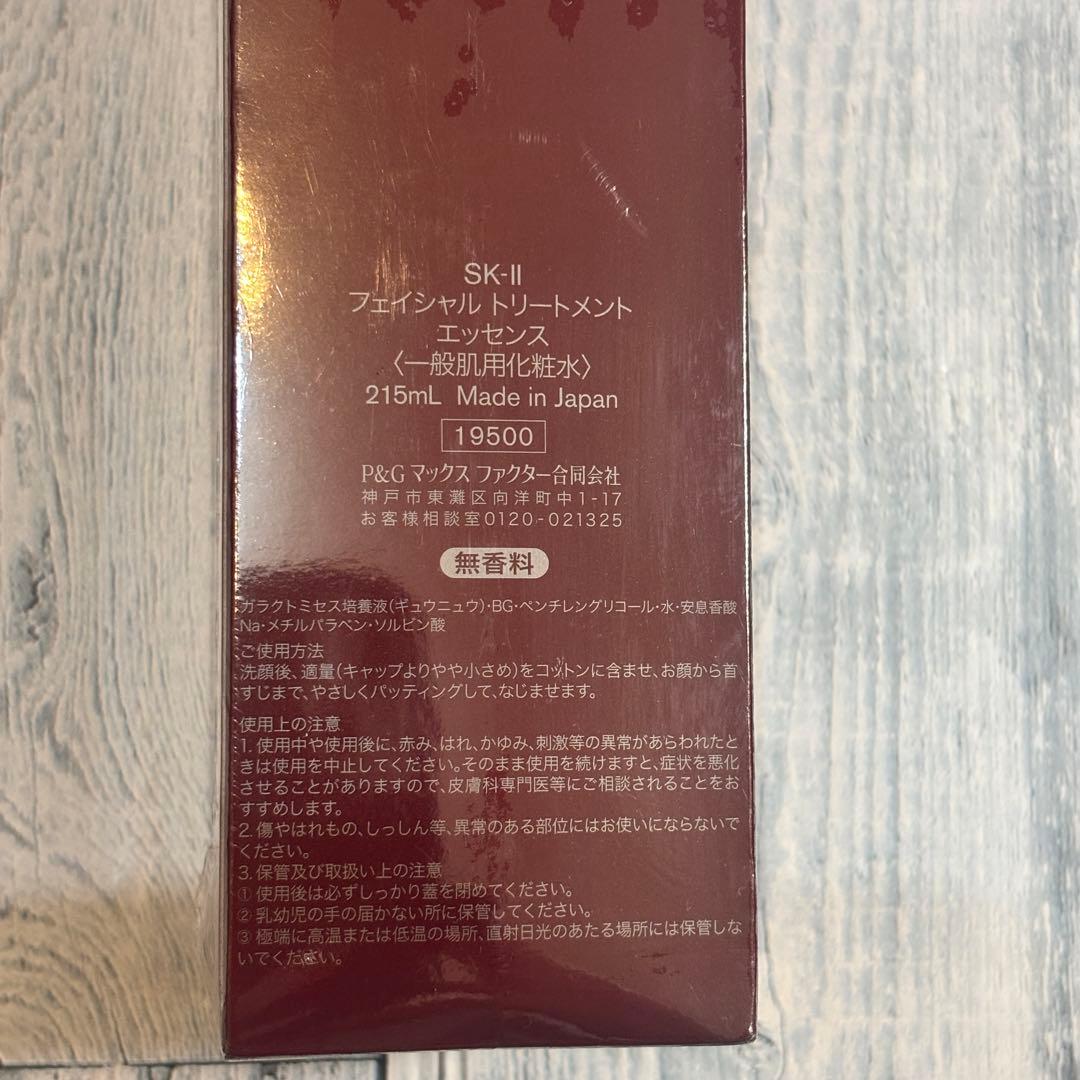 SK-II
フェイシャル トリートメント
エッセンス
〈一般肌用化粧水〉
215mL Made in Japan
19500
P&G マックス ファクター合同会社
神戸市東灘区向洋町中1-17
お客様相談室0120-021325
無香料
ガラクトミセス培養液(ギュウニュウ)・BG・ペンチレングリコール・水・安息香酸
Na・メチルパラベン・ソルビン酸
ご使用方法
洗顔後、適量(キャップよりやや小さめ)をコットンに含ませ、お顔から首
すじまで、やさしくパッティングして、なじませます。
使用上の注意
1. 使用中や使用後に、赤み、はれ、かゆみ、刺激等の異常があらわれたと
きは使用を中止してください。そのまま使用を続けますと、症状を悪化
させることがありますので、皮膚科専門医等にご相談されることをお
すすめします。
2. 傷やはれもの、しっしん等、異常のある部位にはお使いにならないで
ください。
3. 保管及び取扱い上の注意
① 使用後は必ずしっかり蓋を閉めてください。
② 乳幼児の手の届かない所に保管してください。
③ 極端に高温または低温の場所、直射日光のあたる場所には保管しな
いでください。